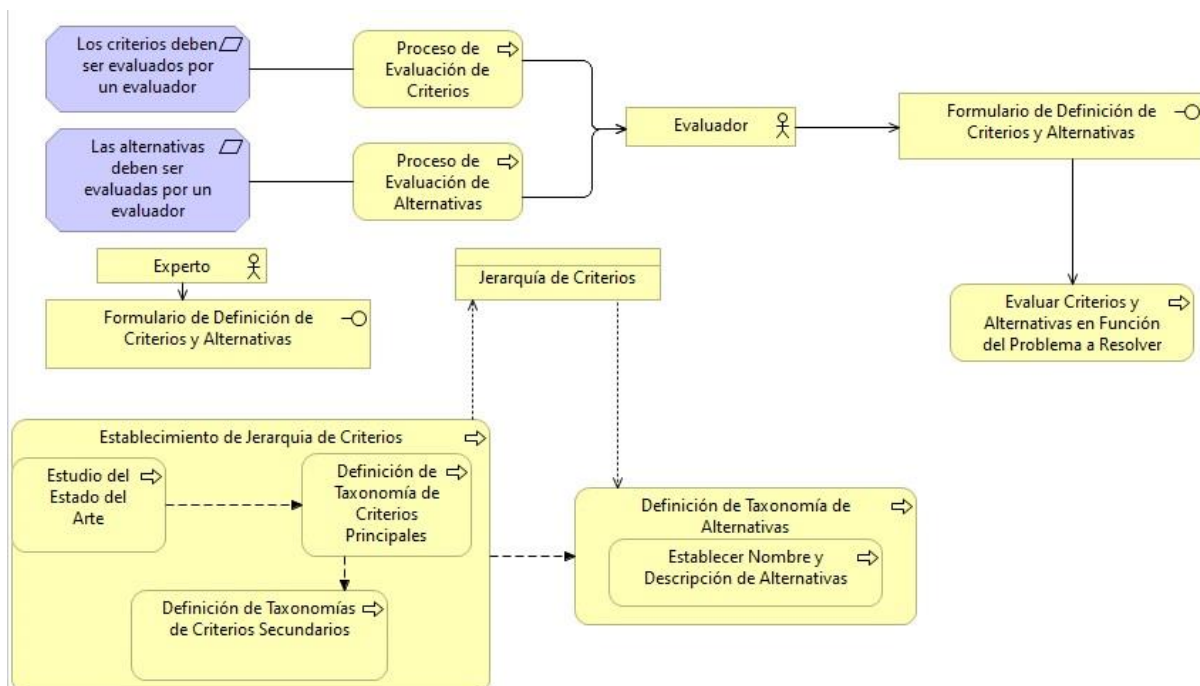 Los criterios deben
ser evaluados por
un evaluador
Proceso de
Evaluación de
Criterios
Evaluador
Formulario de Definición de
Criterios y Alternativas
Las alternativas
deben ser
evaluadas por un
evaluador
Proceso de
Evaluación de
Alternativas
Experto
Formulario de Definición de
Criterios y Alternativas
Jerarquía de Criterios
Evaluar Criterios y
Alternativas en Función
del Problema a Resolver
Establecimiento de Jerarquia de Criterios
Estudio del
Estado del
Arte
Definición de
Taxonomía de
Criterios
Principales
Definición de Taxonomías
de Criterios Secundarios
Definición de Taxonomía de
Alternativas
Establecer Nombre y
Descripción de Alternativas